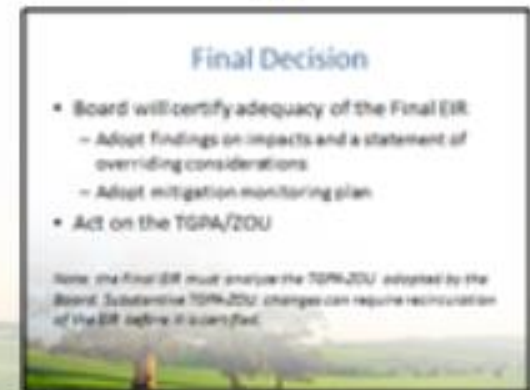 Final Decision
• Board will certify adequacy of the Final EIR
– Adopt findings on impacts and a statement of
overriding considerations
– Adopt mitigation monitoring plan
• Act on the TGPA/ZOU
Note: the Final EIR must analyze the TGPA-ZOU adopted by the
Board. Substantive TGPA-ZOU changes can require recirculation
of the EIR before it is certified.